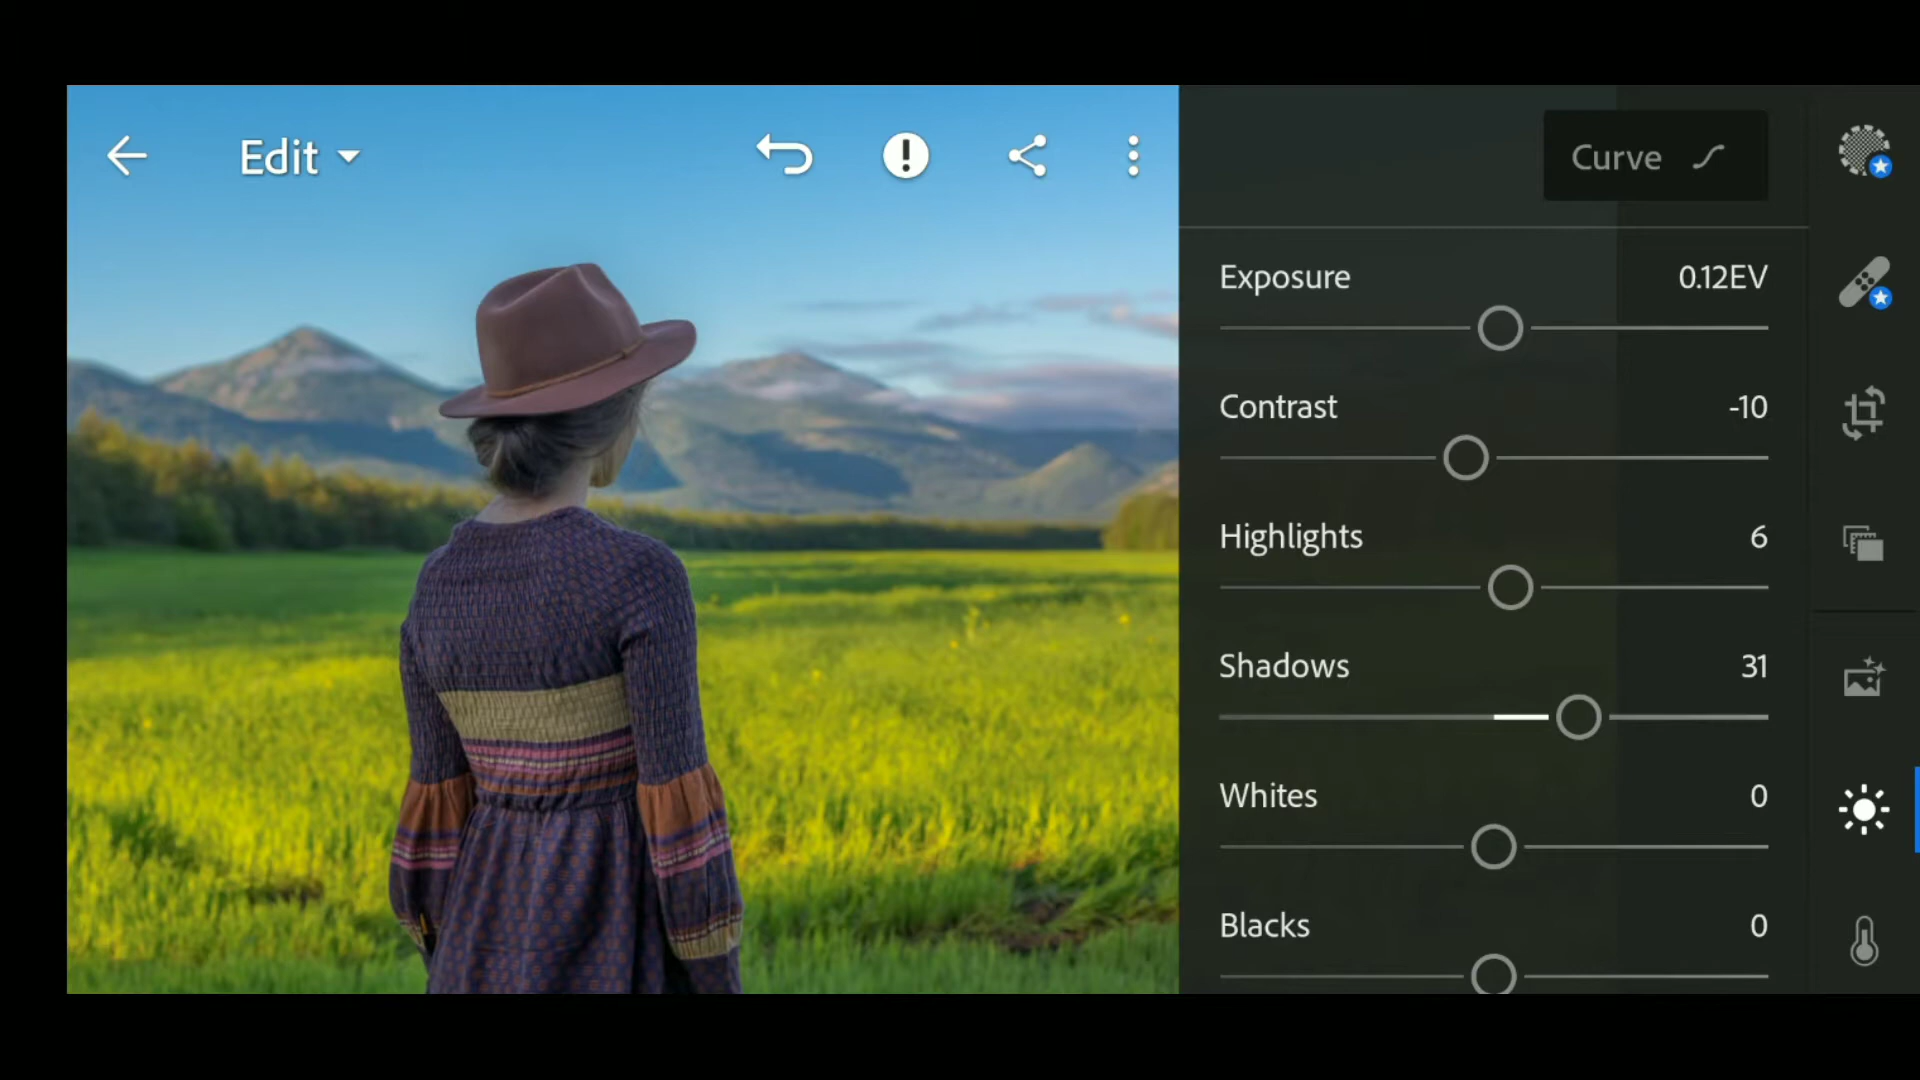 Edit
Curve
Exposure 0.12EV
Contrast -10
Highlights 6
Shadows 31
Whites 0
Blacks 0